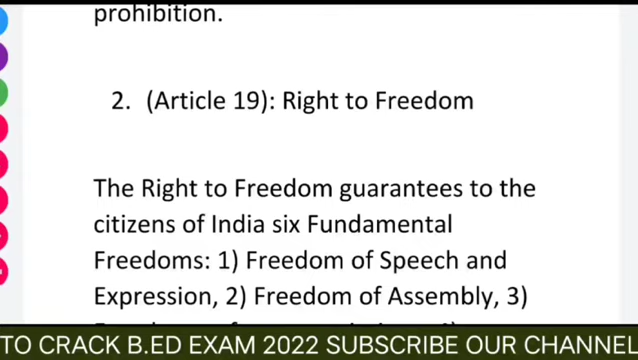 prohibition.
2. (Article 19): Right to Freedom
The Right to Freedom guarantees to the
citizens of India six Fundamental
Freedoms: 1) Freedom of Speech and
Expression, 2) Freedom of Assembly, 3)
TO CRACK B.ED EXAM 2022 SUBSCRIBE OUR CHANNEL